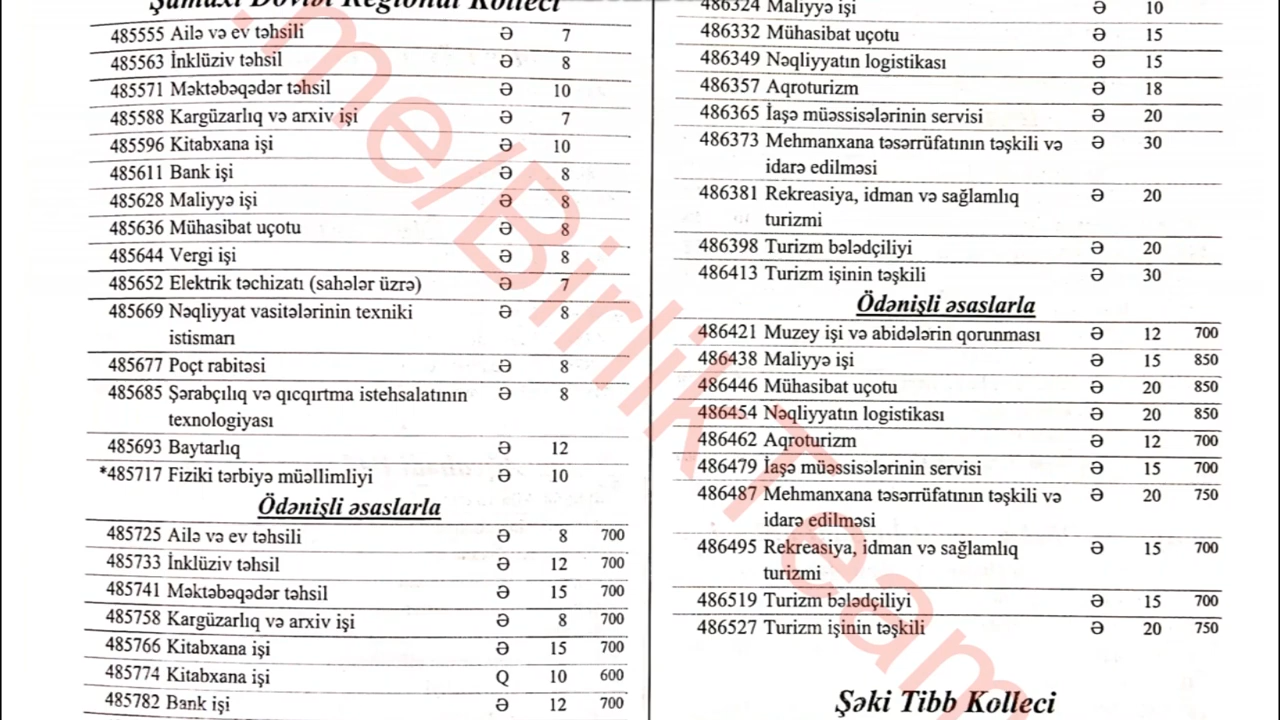 Şamaxı Dövlət Regional Kolleci
485555 Ailə və ev təhsili Ə 7
485563 İnklüziv təhsil Ə 8
485571 Məktəbəqədər təhsil Ə 10
485588 Kargüzarlıq və arxiv işi Ə 7
485596 Kitabxana işi Ə 10
485611 Bank işi Ə 8
485628 Maliyyə işi Ə 8
485636 Mühasibat uçotu Ə 8
485644 Vergi işi Ə 8
485652 Elektrik təchizatı (sahələr üzrə) Ə 7
485669 Nəqliyyat vasitələrinin texniki Ə 8
istismarı
485677 Poçt rabitəsi Ə 8
485685 Şərabçılıq və qıcqırtma istehsalatının Ə 8
texnologiyası
485693 Baytarlıq Ə 12
*485717 Fiziki tərbiyə müəllimliyi Ə 10
Ödənişli əsaslarla
485725 Ailə və ev təhsili Ə 8 700
485733 İnklüziv təhsil Ə 12 700
485741 Məktəbəqədər təhsil Ə 15 700
485758 Kargüzarlıq və arxiv işi Ə 8 700
485766 Kitabxana işi Ə 15 700
485774 Kitabxana işi Q 10 600
485782 Bank işi Ə 12 700
486324 Maliyyə işi Ə 10
486332 Mühasibat uçotu Ə 15
486349 Nəqliyyatın logistikası Ə 15
486357 Aqroturizm Ə 18
486365 İaşə müəssisələrinin servisi Ə 20
486373 Mehmanxana təsərrüfatının təşkili və Ə 30
idarə edilməsi
486381 Rekreasiya, idman və sağlamlıq Ə 20
turizmi
486398 Turizm bələdçiliyi Ə 20
486413 Turizm işinin təşkili Ə 30
Ödənişli əsaslarla
486421 Muzey işi və abidələrin qorunması Ə 12 700
486438 Maliyyə işi Ə 15 850
486446 Mühasibat uçotu Ə 20 850
486454 Nəqliyyatın logistikası Ə 20 850
486462 Aqroturizm Ə 12 700
486479 İaşə müəssisələrinin servisi Ə 15 700
486487 Mehmanxana təsərrüfatının təşkili və Ə 20 750
idarə edilməsi
486495 Rekreasiya, idman və sağlamlıq Ə 15 700
turizmi
486519 Turizm bələdçiliyi Ə 15 700
486527 Turizm işinin təşkili Ə 20 750
Şəki Tibb Kolleci
.me/BirlikTeam